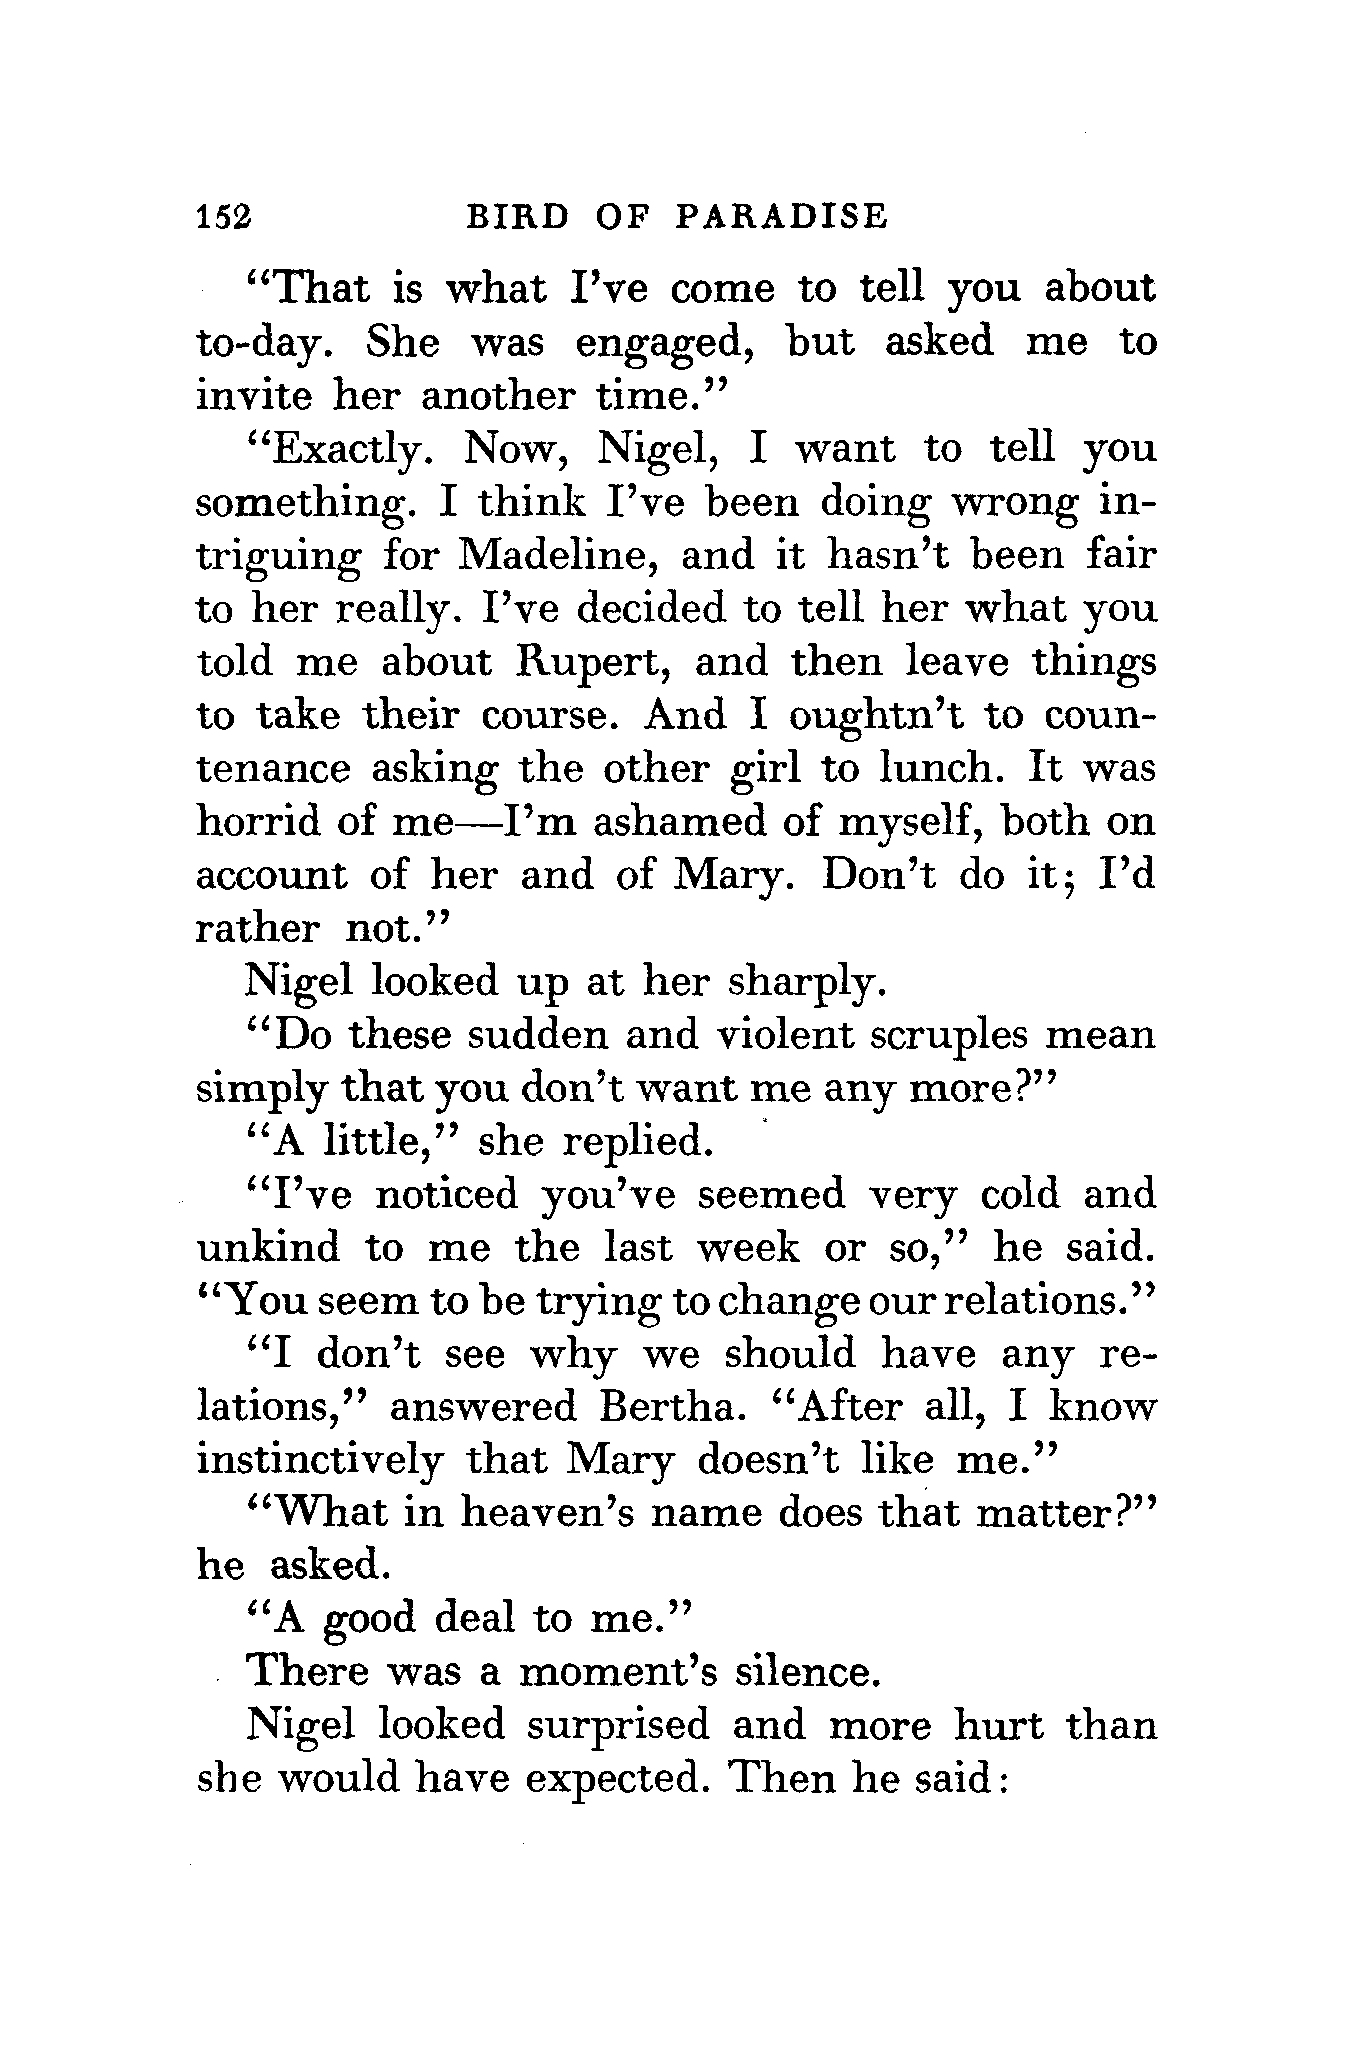 152 BIRD OF PARADISE
"That is what I've come to tell you about
to-day. She was engaged, but asked me to
invite her another time."
"Exactly. Now, Nigel, I want to tell you
something. I think I've been doing wrong in-
triguing for Madeline, and it hasn't been fair
to her really. I've decided to tell her what you
told me about Rupert, and then leave things
to take their course. And I oughtn't to coun-
tenance asking the other girl to lunch. It was
horrid of me—I'm ashamed of myself, both on
account of her and of Mary. Don't do it; I'd
rather not."
Nigel looked up at her sharply.
"Do these sudden and violent scruples mean
simply that you don't want me any more?"
"A little," she replied.
"I've noticed you've seemed very cold and
unkind to me the last week or so," he said.
"You seem to be trying to change our relations."
"I don't see why we should have any re-
lations," answered Bertha. "After all, I know
instinctively that Mary doesn't like me."
"What in heaven's name does that matter?"
he asked.
"A good deal to me."
There was a moment's silence.
Nigel looked surprised and more hurt than
she would have expected. Then he said: